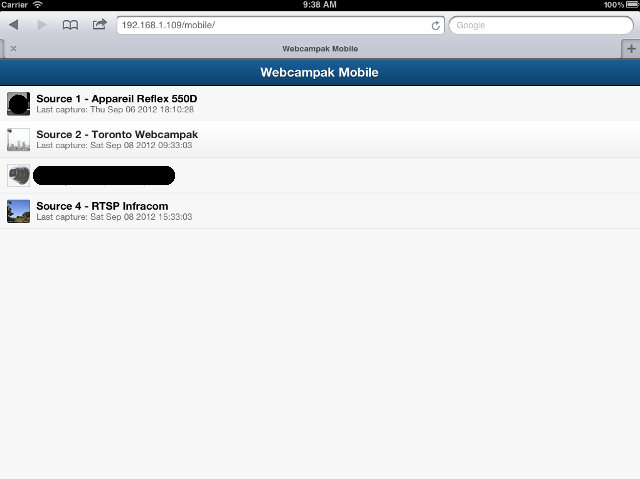 Carrier 9:38 AM 100%
192.168.1.109/mobile/ Google
Webcampak Mobile
Webcampak Mobile
Source 1 - Appareil Reflex 550D
Last capture: Thu Sep 06 2012 18:10:28
Source 2 - Toronto Webcampak
Last capture: Sat Sep 08 2012 09:33:03
Source 4 - RTSP Infracom
Last capture: Sat Sep 08 2012 15:33:03